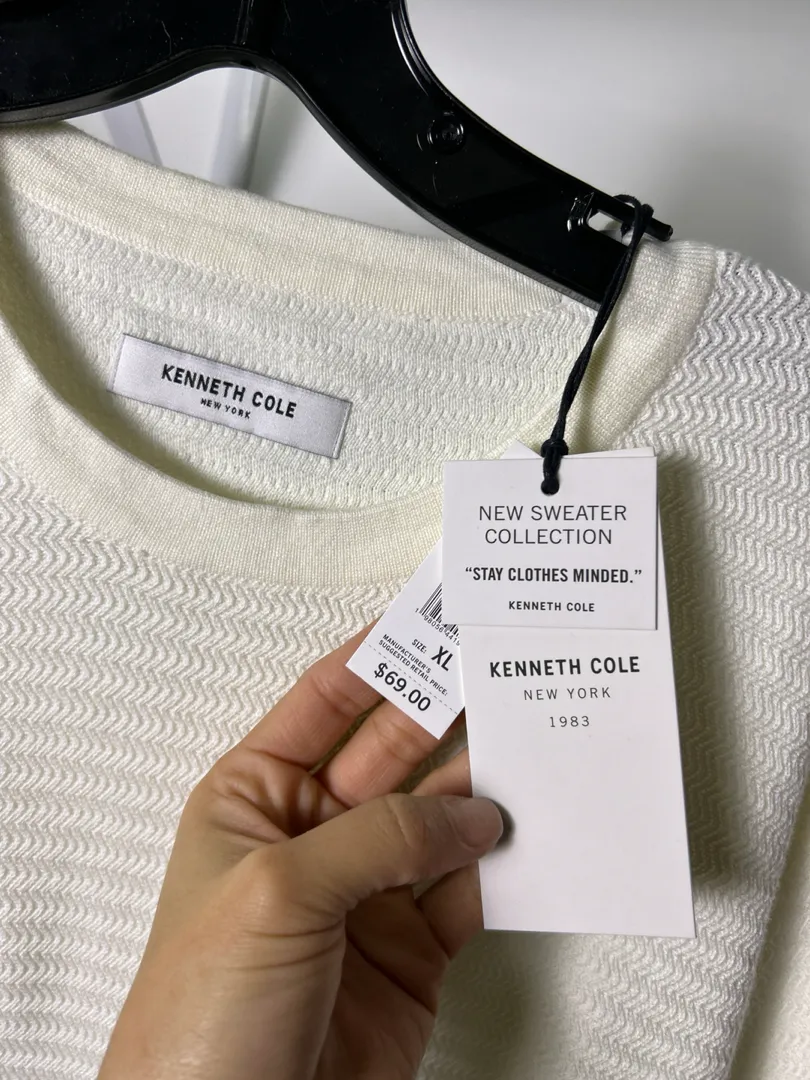 KENNETH COLE
NEW YORK
NEW SWEATER
COLLECTION
“STAY CLOTHES MINDED.”
KENNETH COLE
SIZE: XL
MANUFACTURER'S
SUGGESTED RETAIL PRICE:
$69.00
KENNETH COLE
NEW YORK
1983